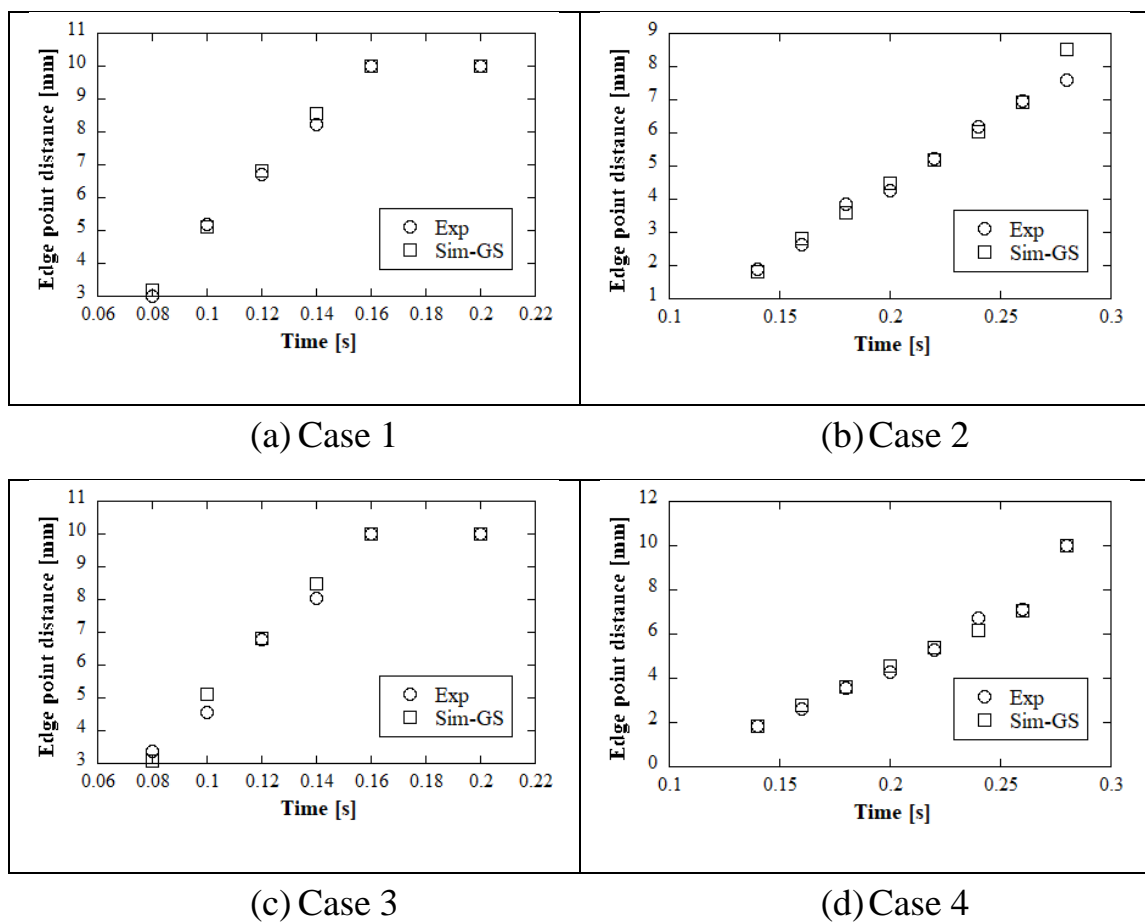 11
10
9
8
7
6
5
4
3
Edge point distance [mm]
0.06 0.08 0.1 0.12 0.14 0.16 0.18 0.2 0.22
Time [s]
Exp
Sim-GS
(a) Case 1
9
8
7
6
5
4
3
2
1
Edge point distance [mm]
0.1 0.15 0.2 0.25 0.3
Time [s]
Exp
Sim-GS
(b) Case 2
11
10
9
8
7
6
5
4
3
Edge point distance [mm]
0.06 0.08 0.1 0.12 0.14 0.16 0.18 0.2 0.22
Time [s]
Exp
Sim-GS
(c) Case 3
12
10
8
6
4
2
0
Edge point distance [mm]
0.1 0.15 0.2 0.25 0.3
Time [s]
Exp
Sim-GS
(d) Case 4